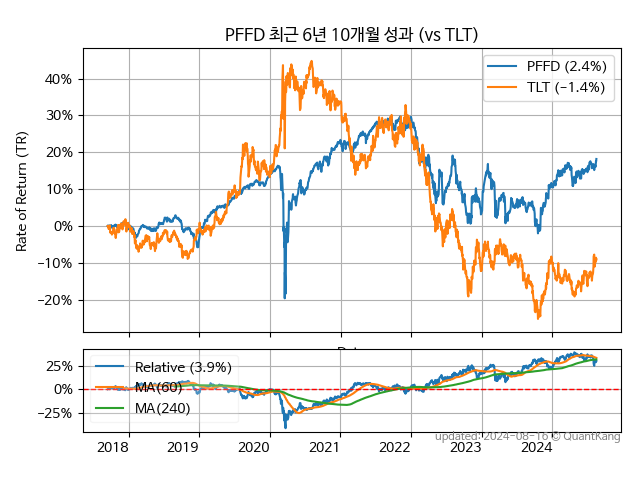 PFFD 최근 6년 10개월 성과 (vs TLT)
Rate of Return (TR)
40%
30%
20%
10%
0%
−10%
−20%
PFFD (2.4%)
TLT (−1.4%)
25%
0%
−25%
Relative (3.9%)
MA(60)
MA(240)
2018 2019 2020 2021 2022 2023 2024
updated: 2024-08-16 © QuantKang